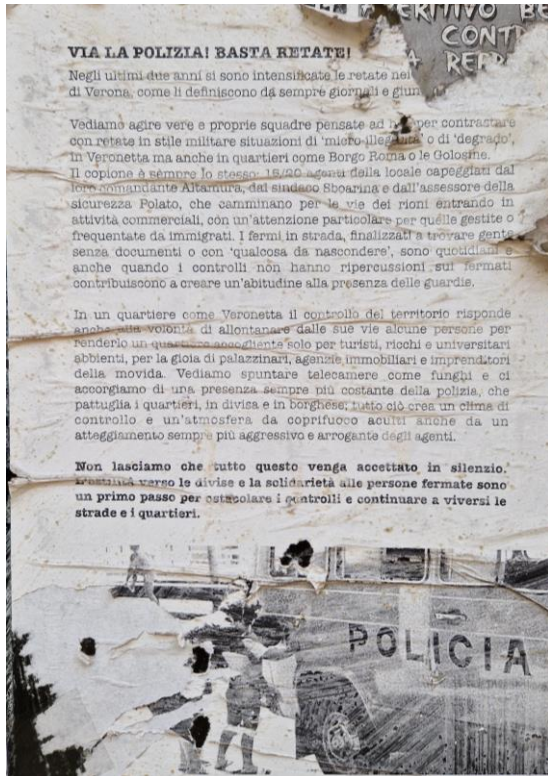 CONT
VIA LA POLIZIA! BASTA RETATE!
Negli ultimi due anni si sono intensificate le retate nei
di Verona, come li definiscono da sempre giornali e
Vediamo agire vere e proprie squadre pensate ad per contrastare
con retate in stile militare situazioni di ‘micro-illegalità’ o di ‘degrado’,
in Veronetta ma anche in quartieri come Borgo Roma o le Golosine.
Il copione è sempre lo stesso: 15/20 agenti della locale capeggiati dal
loro comandante Altamura, dal sindaco Sboarina e dall'assessore della
sicurezza Polato, che camminano per le vie dei rioni entrando in
attività commerciali, con un'attenzione particolare per quelle gestite o
frequentate da immigrati. I fermi in strada, finalizzati a trovare gente
senza documenti o con ‘qualcosa da nascondere’, sono quotidiani e
anche quando i controlli non hanno ripercussioni sui fermati
contribuiscono a creare un'abitudine alla presenza delle guardie.
In un quartiere come Veronetta il controllo del territorio risponde
anche alla volontà di allontanare dalle sue vie alcune persone per
renderlo un quartiere accogliente solo per turisti, ricchi e universitari
abbienti, per la gioia di palazzinari, agenzie immobiliari e imprenditori
della movida. Vediamo spuntare telecamere come funghi e ci
accorgiamo di una presenza sempre più costante della polizia, che
pattuglia i quartieri, in divisa e in borghese; tutto ciò crea un clima di
controllo e un'atmosfera da coprifuoco aculti anche da un
atteggiamento sempre più aggressivo e arrogante degli agenti.
Non lasciamo che tutto questo venga accettato in silenzio.
L'ostilità verso le divise e la solidarietà alle persone fermate sono
un primo passo per ostacolare i controlli e continuare a viversi le
strade e i quartieri.
POLICIA